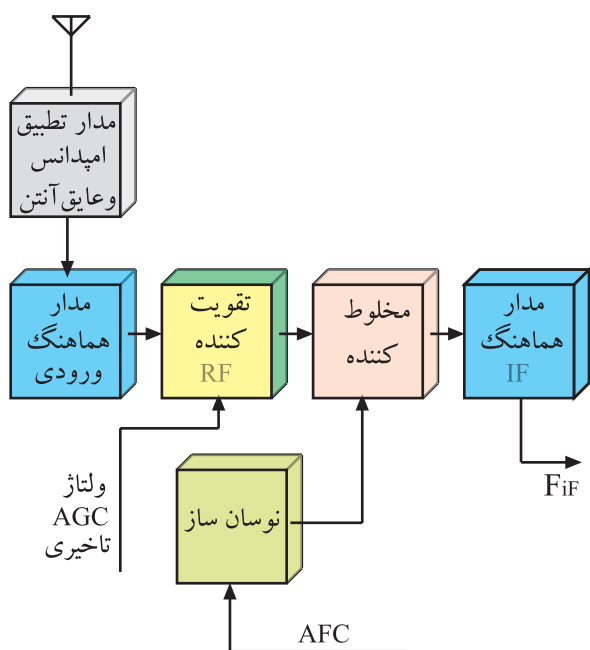 مدار تطبیق
امپدانس
وعایق آنتن
مدار
هماهنگ
ورودی
تقویت
کننده
RF
مخلوط
کننده
مدار
هماهنگ
IF
FiF
ولتاژ
AGC
تاخیری
نوسان ساز
AFC